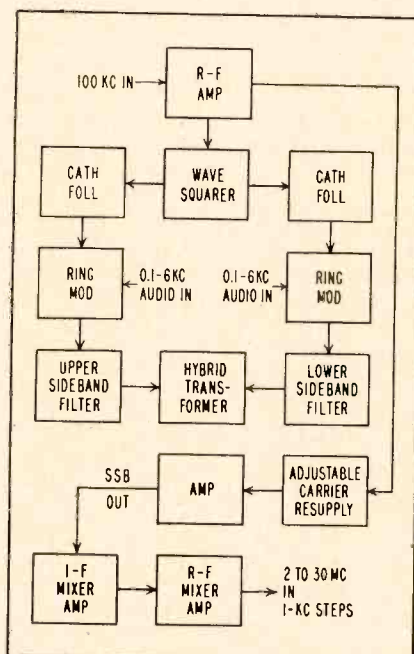 100 KC IN
R-F
AMP
CATH
FOLL
WAVE
SQUARER
CATH
FOLL
RING
MOD
0.1-6KC
AUDIO IN
0.1-6KC
AUDIO IN
RING
MOD
UPPER
SIDEBAND
FILTER
HYBRID
TRANS-
FORMER
LOWER
SIDEBAND
FILTER
SSB
OUT
AMP
ADJUSTABLE
CARRIER
RESUPPLY
I-F
MIXER
AMP
R-F
MIXER
AMP
2 TO 30 MC
IN
1-KC STEPS